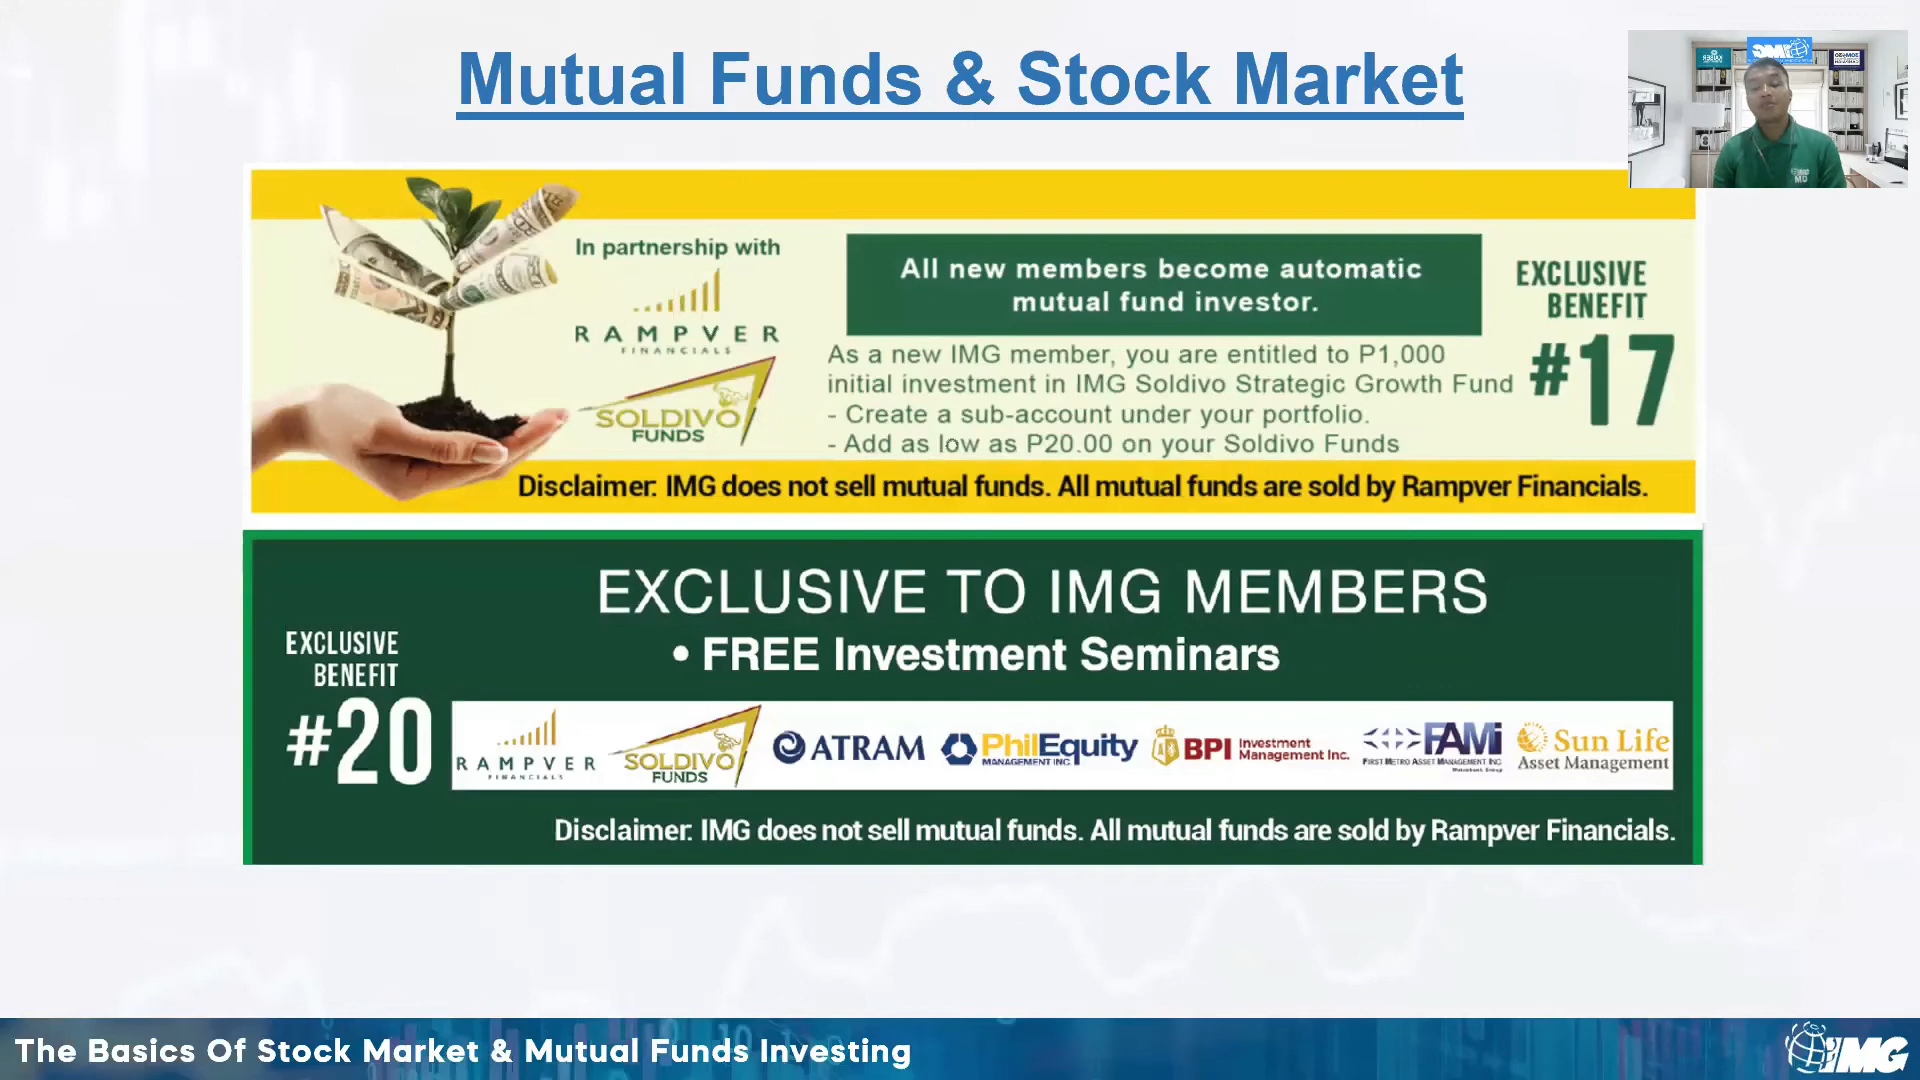 Mutual Funds & Stock Market
In partnership with
RAMPVER
FINANCIALS
SOLDIVO
FUNDS
All new members become automatic
mutual fund investor.
As a new IMG member, you are entitled to P1,000
initial investment in IMG Soldivo Strategic Growth Fund
- Create a sub-account under your portfolio.
- Add as low as P20.00 on your Soldivo Funds
EXCLUSIVE
BENEFIT
#17
Disclaimer: IMG does not sell mutual funds. All mutual funds are sold by Rampver Financials.
EXCLUSIVE TO IMG MEMBERS
• FREE Investment Seminars
EXCLUSIVE
BENEFIT
#20
RAMPVER
FINANCIALS
SOLDIVO
FUNDS
ATRAM
PhilEquity
MANAGEMENT INC.
BPI Investment
Management Inc.
FAMi
FIRST METRO ASSET MANAGEMENT INC
Metrobank Group
Sun Life
Asset Management
Disclaimer: IMG does not sell mutual funds. All mutual funds are sold by Rampver Financials.
The Basics Of Stock Market & Mutual Funds Investing
IMG